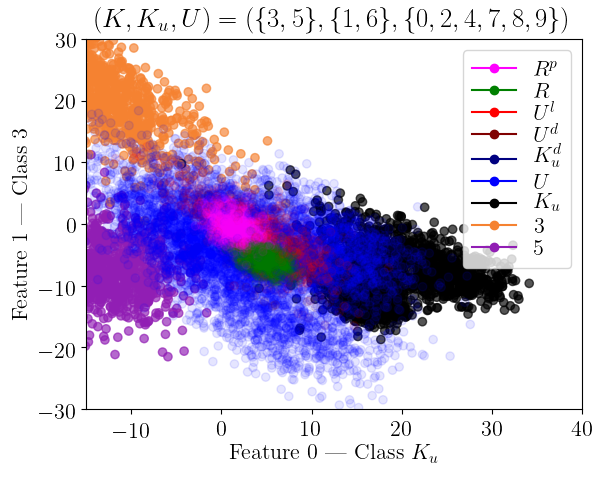 (K, K_u, U) = ({3, 5}, {1, 6}, {0, 2, 4, 7, 8, 9})
30
20
10
0
−10
−20
−30
Feature 1 — Class 3
R^p
R
U^l
U^d
K_u^d
U
K_u
3
5
−10
0
10
20
30
40
Feature 0 — Class K_u